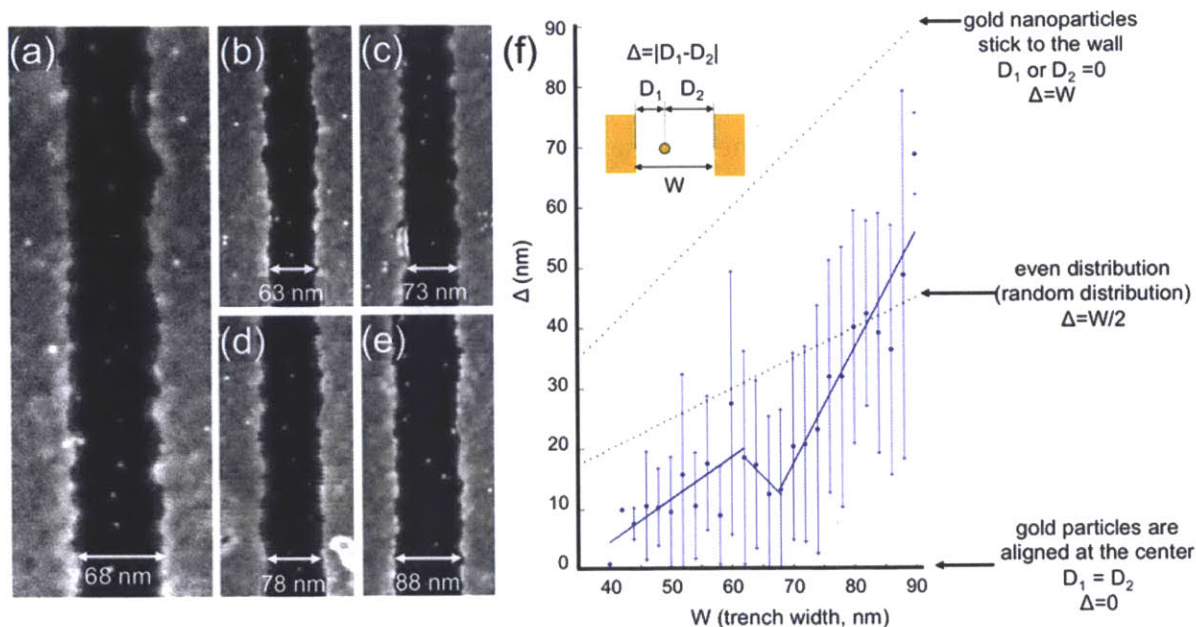 (a)
68 nm
(b)
63 nm
(c)
73 nm
(d)
78 nm
(e)
88 nm
(f)
Δ=|D₁-D₂|
D₁ D₂
W
90
80
70
60
50
40
30
20
10
0
Δ (nm)
40 50 60 70 80 90
W (trench width, nm)
gold nanoparticles
stick to the wall
D₁ or D₂ =0
Δ=W
even distribution
(random distribution)
Δ=W/2
gold particles are
aligned at the center
D₁ = D₂
Δ=0